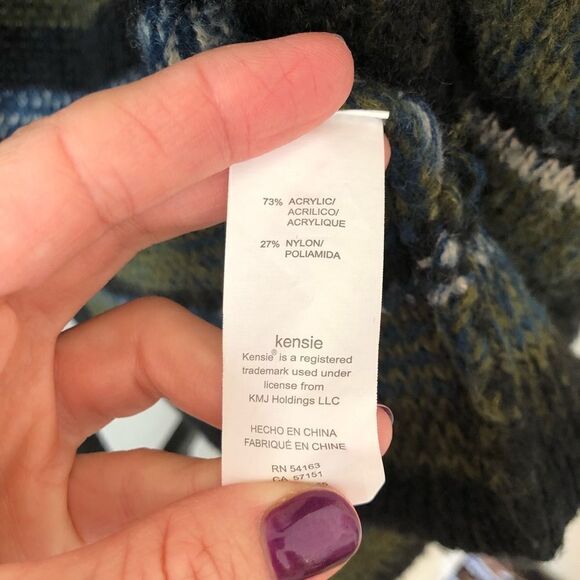 73% ACRYLIC/
ACRILICO/
ACRYLIQUE
27% NYLON/
POLIAMIDA
kensie
Kensie® is a registered
trademark used under
license from
KMJ Holdings LLC
HECHO EN CHINA
FABRIQUÉ EN CHINE
RN 54163
CA 57151